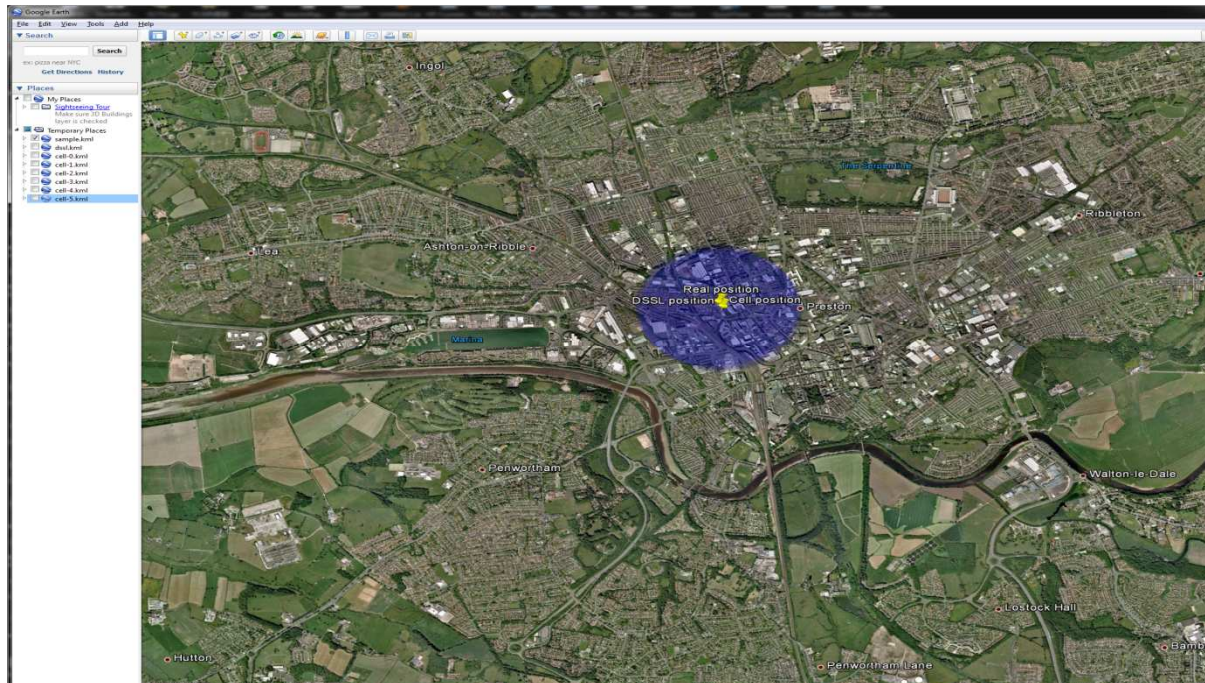 Google Earth
File Edit View Tools Add Help
Search
Search
ex: pizza near NYC
Get Directions History
Places
My Places
Sightseeing Tour
Make sure 3D Buildings
layer is checked
Temporary Places
sample.kml
dssl.kml
cell-0.kml
cell-1.kml
cell-2.kml
cell-3.kml
cell-4.kml
cell-5.kml
Ingol
The Serpentine
Ribbleton
Lea
Ashton-on-Ribble
Real position
DSSL position
Cell position
Preston
Marina
Penwortham
Walton-le-Dale
Lostock Hall
Hutton
Penwortham Lane
Bamb